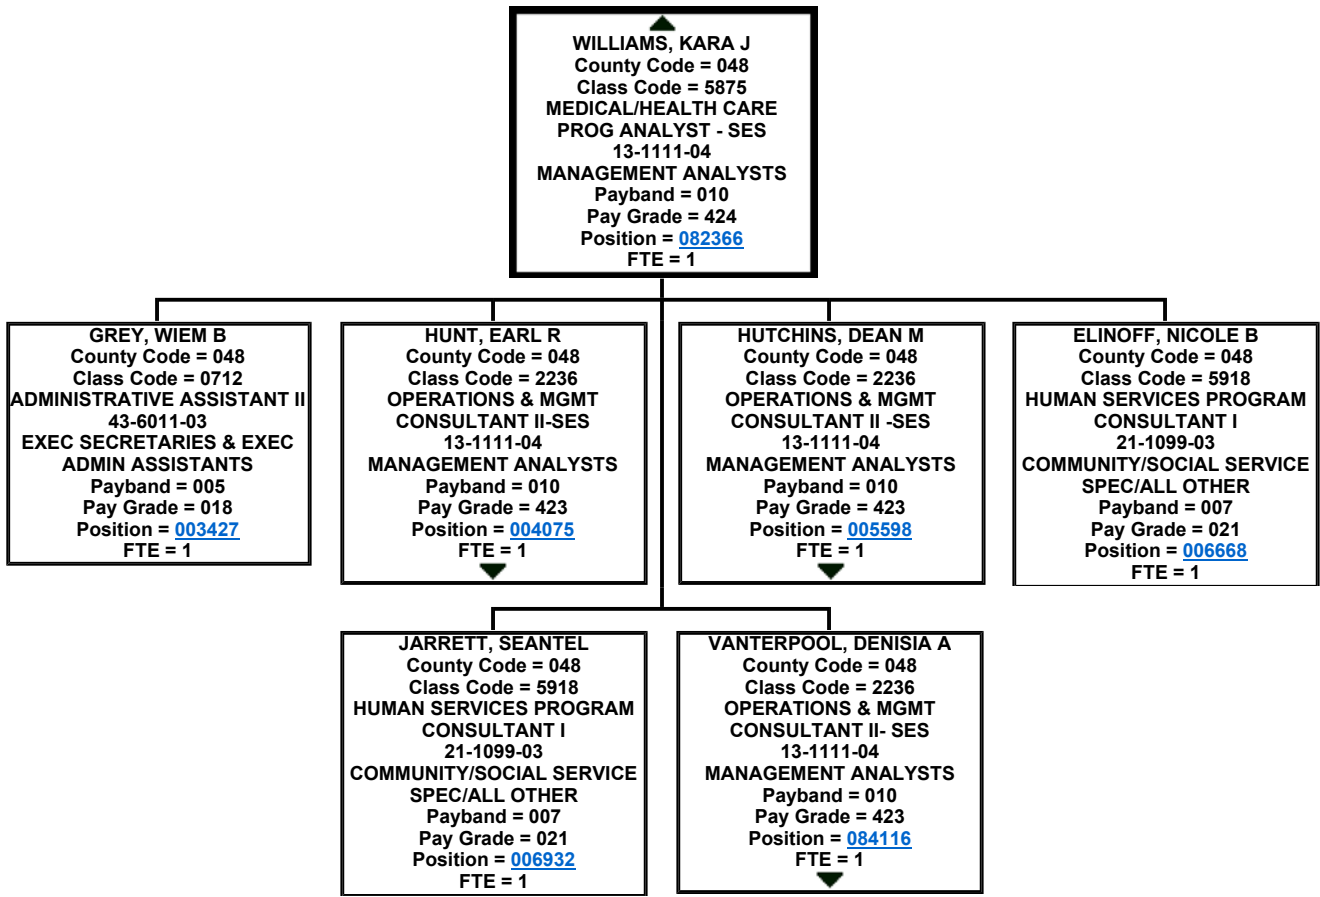 WILLIAMS, KARA J
County Code = 048
Class Code = 5875
MEDICAL/HEALTH CARE
PROG ANALYST - SES
13-1111-04
MANAGEMENT ANALYSTS
Payband = 010
Pay Grade = 424
Position = 082366
FTE = 1
GREY, WIEM B
County Code = 048
Class Code = 0712
ADMINISTRATIVE ASSISTANT II
43-6011-03
EXEC SECRETARIES & EXEC
ADMIN ASSISTANTS
Payband = 005
Pay Grade = 018
Position = 003427
FTE = 1
HUNT, EARL R
County Code = 048
Class Code = 2236
OPERATIONS & MGMT
CONSULTANT II-SES
13-1111-04
MANAGEMENT ANALYSTS
Payband = 010
Pay Grade = 423
Position = 004075
FTE = 1
HUTCHINS, DEAN M
County Code = 048
Class Code = 2236
OPERATIONS & MGMT
CONSULTANT II -SES
13-1111-04
MANAGEMENT ANALYSTS
Payband = 010
Pay Grade = 423
Position = 005598
FTE = 1
ELINOFF, NICOLE B
County Code = 048
Class Code = 5918
HUMAN SERVICES PROGRAM
CONSULTANT I
21-1099-03
COMMUNITY/SOCIAL SERVICE
SPEC/ALL OTHER
Payband = 007
Pay Grade = 021
Position = 006668
FTE = 1
JARRETT, SEANTEL
County Code = 048
Class Code = 5918
HUMAN SERVICES PROGRAM
CONSULTANT I
21-1099-03
COMMUNITY/SOCIAL SERVICE
SPEC/ALL OTHER
Payband = 007
Pay Grade = 021
Position = 006932
FTE = 1
VANTERPOOL, DENISIA A
County Code = 048
Class Code = 2236
OPERATIONS & MGMT
CONSULTANT II- SES
13-1111-04
MANAGEMENT ANALYSTS
Payband = 010
Pay Grade = 423
Position = 084116
FTE = 1